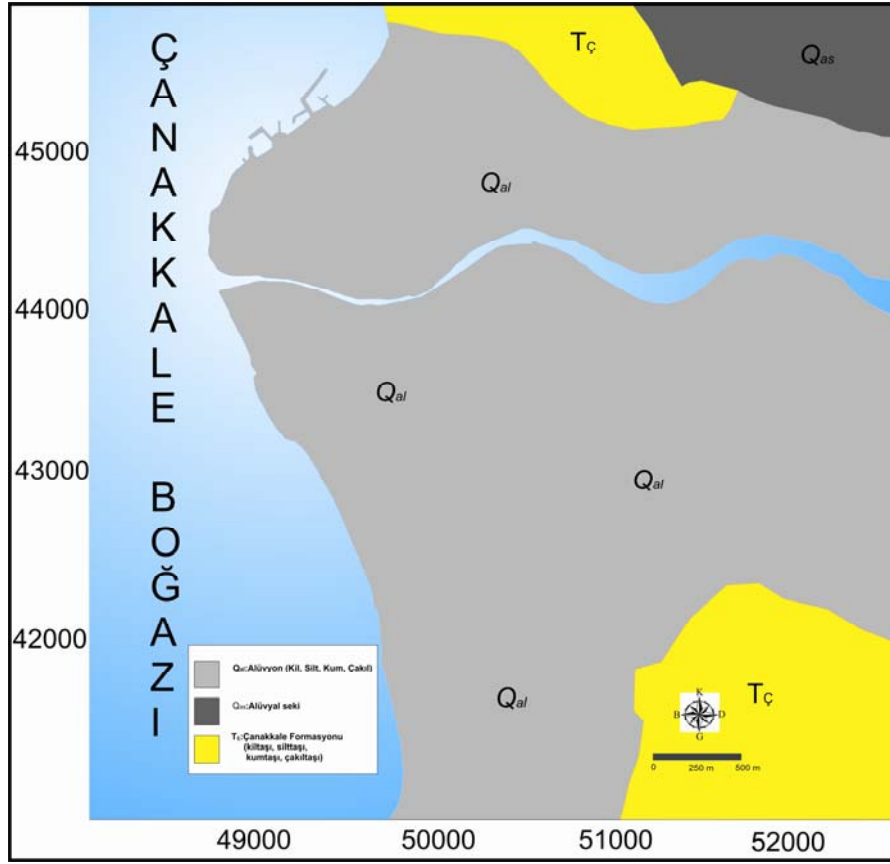 ÇANAKKALE BOĞAZI
T꜀̧
Qas
45000
Qal
44000
Qal
43000
Qal
42000
Qal:Alüvyon (Kil, Silt, Kum, Çakıl)
Qas:Alüvyal seki
TÇ:Çanakkale Formasyonu
(kiltaşı, silttaşı,
kumtaşı, çakıltaşı)
Qal
TÇ
K
B D
G
0 250 m 500 m
49000 50000 51000 52000